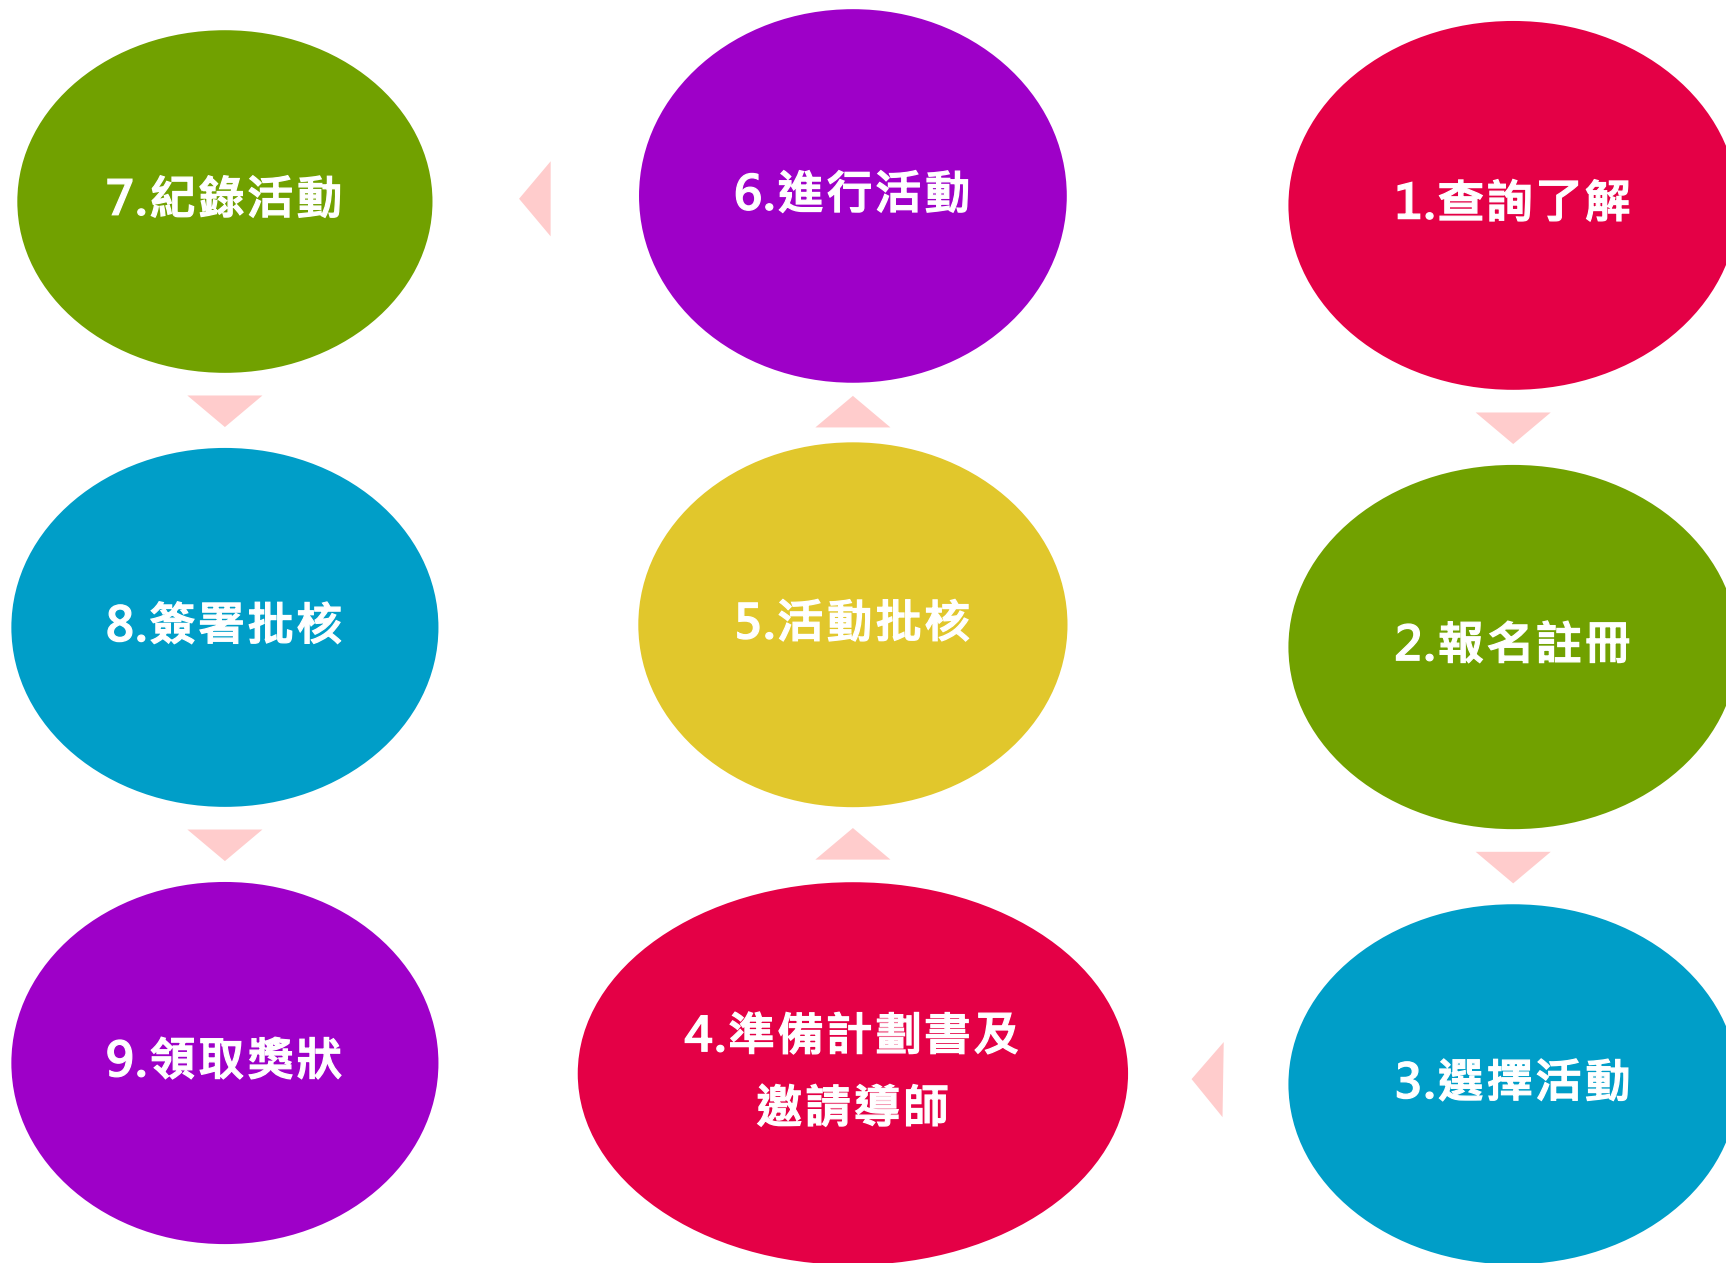 1.查詢了解
2.報名註冊
3.選擇活動
4.準備計劃書及
邀請導師
5.活動批核
6.進行活動
7.紀錄活動
8.簽署批核
9.領取獎狀